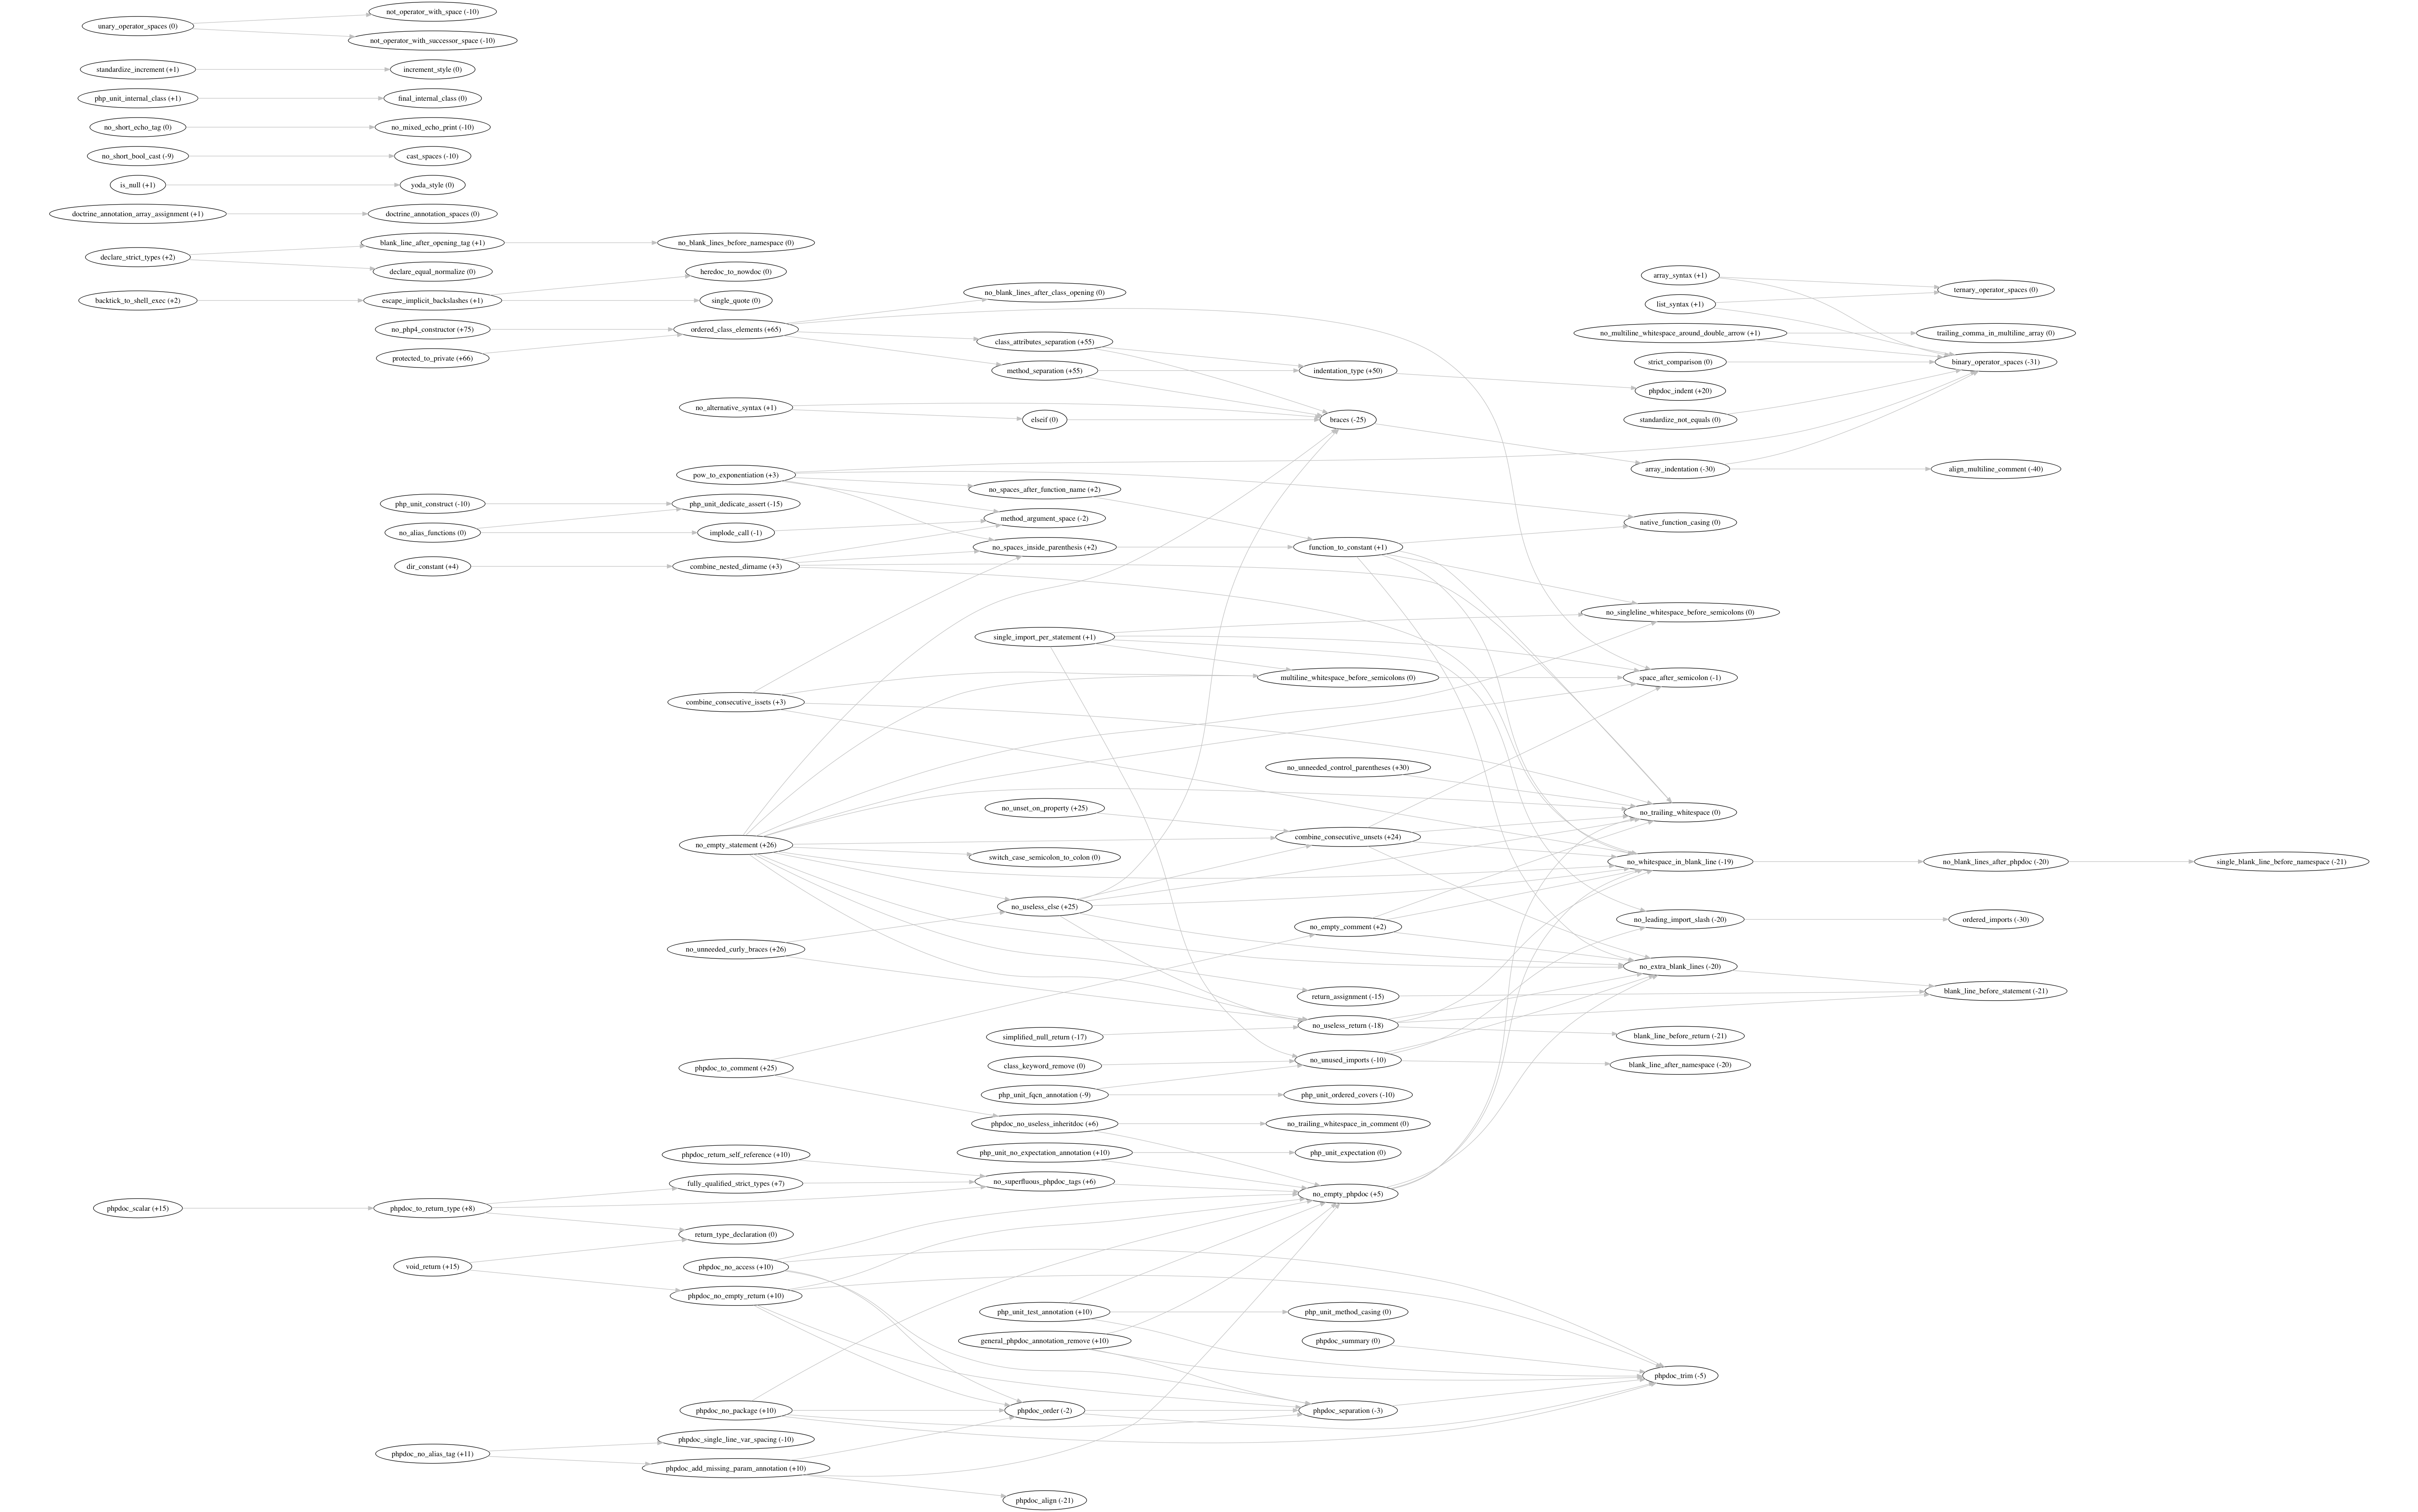 unary_operator_spaces (0)
not_operator_with_space (-10)
not_operator_with_successor_space (-10)
standardize_increment (+1)
increment_style (0)
php_unit_internal_class (+1)
final_internal_class (0)
no_short_echo_tag (0)
no_mixed_echo_print (-10)
no_short_bool_cast (-9)
cast_spaces (-10)
is_null (+1)
yoda_style (0)
doctrine_annotation_array_assignment (+1)
doctrine_annotation_spaces (0)
declare_strict_types (+2)
blank_line_after_opening_tag (+1)
no_blank_lines_before_namespace (0)
declare_equal_normalize (0)
heredoc_to_nowdoc (0)
backtick_to_shell_exec (+2)
escape_implicit_backslashes (+1)
single_quote (0)
no_blank_lines_after_class_opening (0)
array_syntax (+1)
ternary_operator_spaces (0)
list_syntax (+1)
no_php4_constructor (+75)
ordered_class_elements (+65)
class_attributes_separation (+55)
no_multiline_whitespace_around_double_arrow (+1)
trailing_comma_in_multiline_array (0)
protected_to_private (+66)
method_separation (+55)
indentation_type (+50)
strict_comparison (0)
binary_operator_spaces (-31)
phpdoc_indent (+20)
no_alternative_syntax (+1)
elseif (0)
braces (-25)
standardize_not_equals (0)
pow_to_exponentiation (+3)
array_indentation (-30)
align_multiline_comment (-40)
no_spaces_after_function_name (+2)
php_unit_construct (-10)
php_unit_dedicate_assert (-15)
method_argument_space (-2)
native_function_casing (0)
no_alias_functions (0)
implode_call (-1)
no_spaces_inside_parenthesis (+2)
function_to_constant (+1)
dir_constant (+4)
combine_nested_dirname (+3)
no_singleline_whitespace_before_semicolons (0)
single_import_per_statement (+1)
multiline_whitespace_before_semicolons (0)
space_after_semicolon (-1)
combine_consecutive_issets (+3)
no_unneeded_control_parentheses (+30)
no_unset_on_property (+25)
no_trailing_whitespace (0)
combine_consecutive_unsets (+24)
no_empty_statement (+26)
switch_case_semicolon_to_colon (0)
no_whitespace_in_blank_line (-19)
no_blank_lines_after_phpdoc (-20)
single_blank_line_before_namespace (-21)
no_useless_else (+25)
no_empty_comment (+2)
no_leading_import_slash (-20)
ordered_imports (-30)
no_unneeded_curly_braces (+26)
no_extra_blank_lines (-20)
return_assignment (-15)
blank_line_before_statement (-21)
no_useless_return (-18)
simplified_null_return (-17)
blank_line_before_return (-21)
no_unused_imports (-10)
class_keyword_remove (0)
blank_line_after_namespace (-20)
phpdoc_to_comment (+25)
php_unit_fqcn_annotation (-9)
php_unit_ordered_covers (-10)
phpdoc_no_useless_inheritdoc (+6)
no_trailing_whitespace_in_comment (0)
phpdoc_return_self_reference (+10)
php_unit_no_expectation_annotation (+10)
php_unit_expectation (0)
fully_qualified_strict_types (+7)
no_superfluous_phpdoc_tags (+6)
no_empty_phpdoc (+5)
phpdoc_scalar (+15)
phpdoc_to_return_type (+8)
return_type_declaration (0)
void_return (+15)
phpdoc_no_access (+10)
phpdoc_no_empty_return (+10)
php_unit_test_annotation (+10)
php_unit_method_casing (0)
general_phpdoc_annotation_remove (+10)
phpdoc_summary (0)
phpdoc_trim (-5)
phpdoc_no_package (+10)
phpdoc_order (-2)
phpdoc_separation (-3)
phpdoc_single_line_var_spacing (-10)
phpdoc_no_alias_tag (+11)
phpdoc_add_missing_param_annotation (+10)
phpdoc_align (-21)